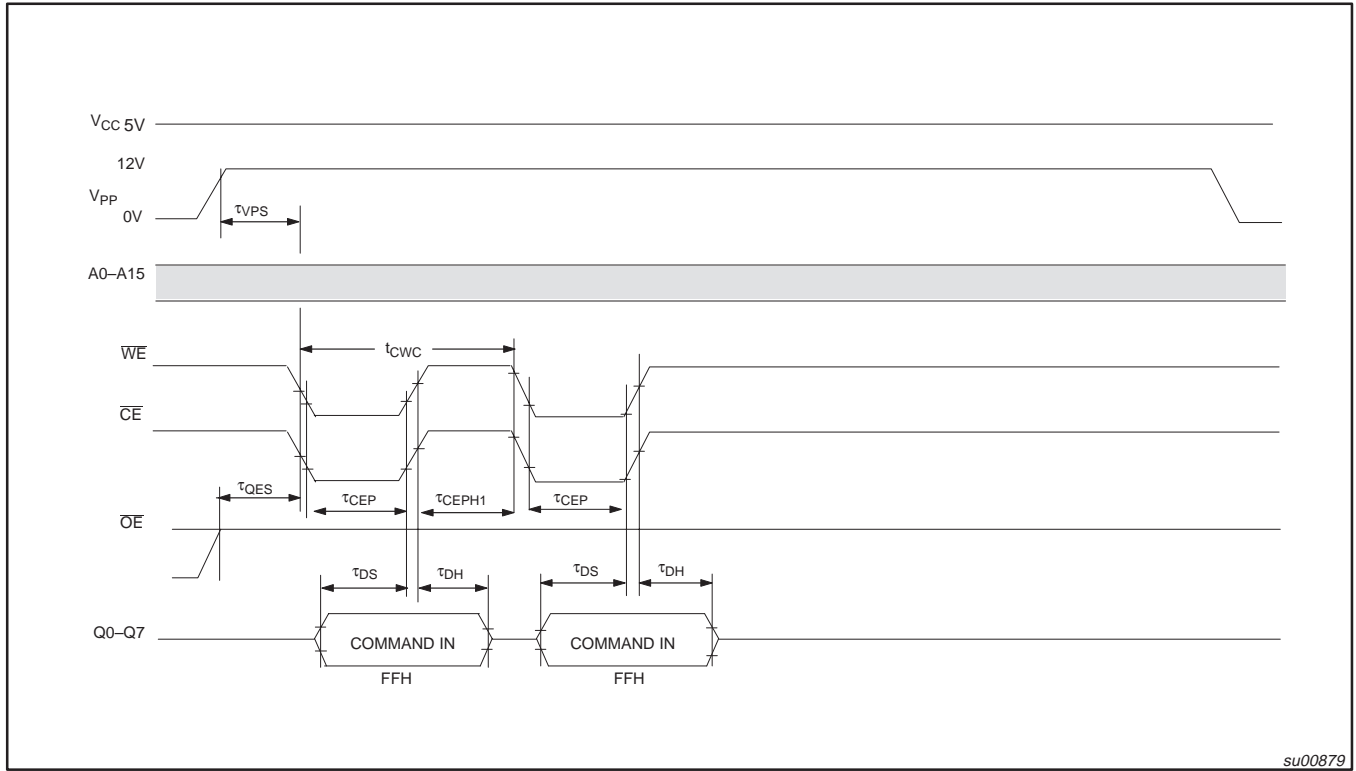 VCC 5V
12V
VPP
0V
τVPS
A0–A15
WE
tCWC
CE
τQES
τCEP
τCEPH1
τCEP
OE
τDS
τDH
τDS
τDH
Q0–Q7
COMMAND IN
COMMAND IN
FFH
FFH
su00879